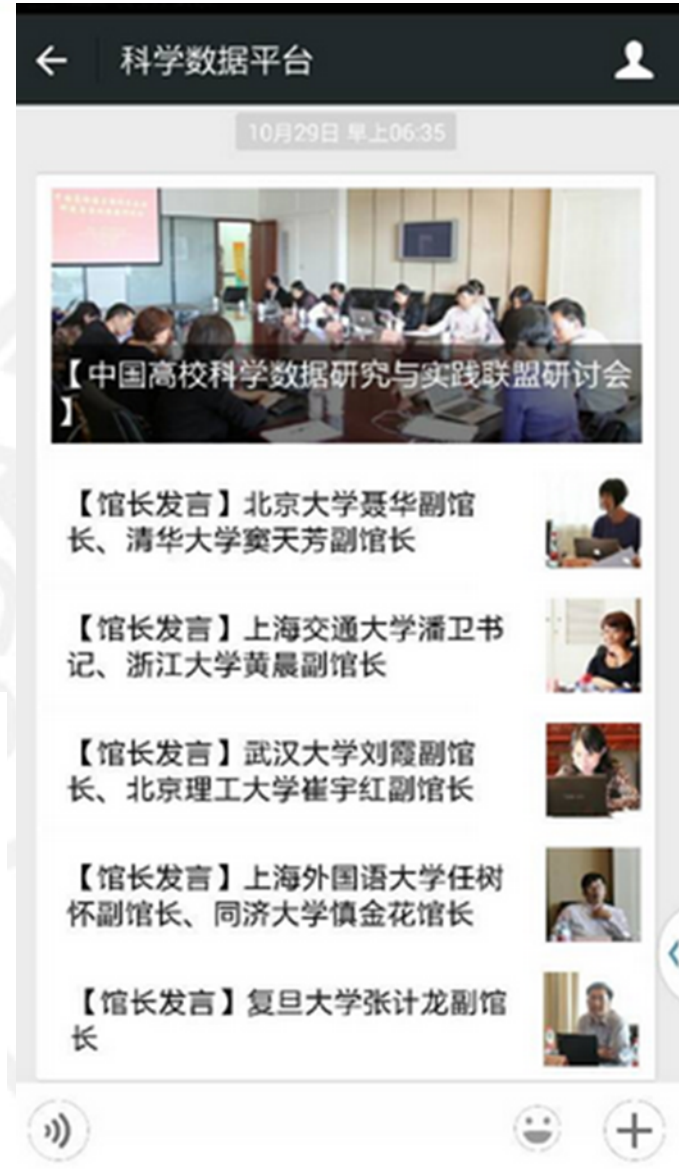 科学数据平台
10月29日 早上06:35
【中国高校科学数据研究与实践联盟研讨会
】
【馆长发言】北京大学聂华副馆
长、清华大学窦天芳副馆长
【馆长发言】上海交通大学潘卫书
记、浙江大学黄晨副馆长
【馆长发言】武汉大学刘霞副馆
长、北京理工大学崔宇红副馆长
【馆长发言】上海外国语大学任树
怀副馆长、同济大学慎金花馆长
【馆长发言】复旦大学张计龙副馆
长